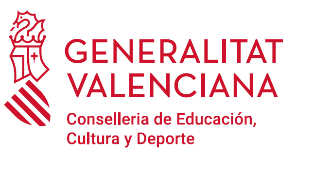 GENERALITAT
VALENCIANA
Conselleria de Educación,
Cultura y Deporte